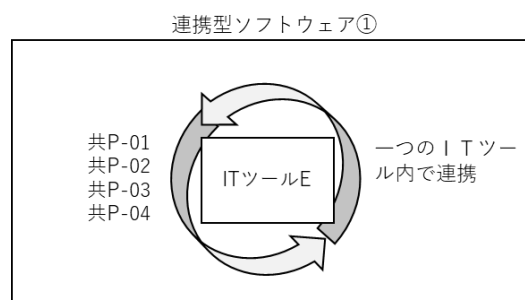 連携型ソフトウェア①
共P-01
共P-02
共P-03
共P-04
ITツールE
一つのＩＴツー
ル内で連携